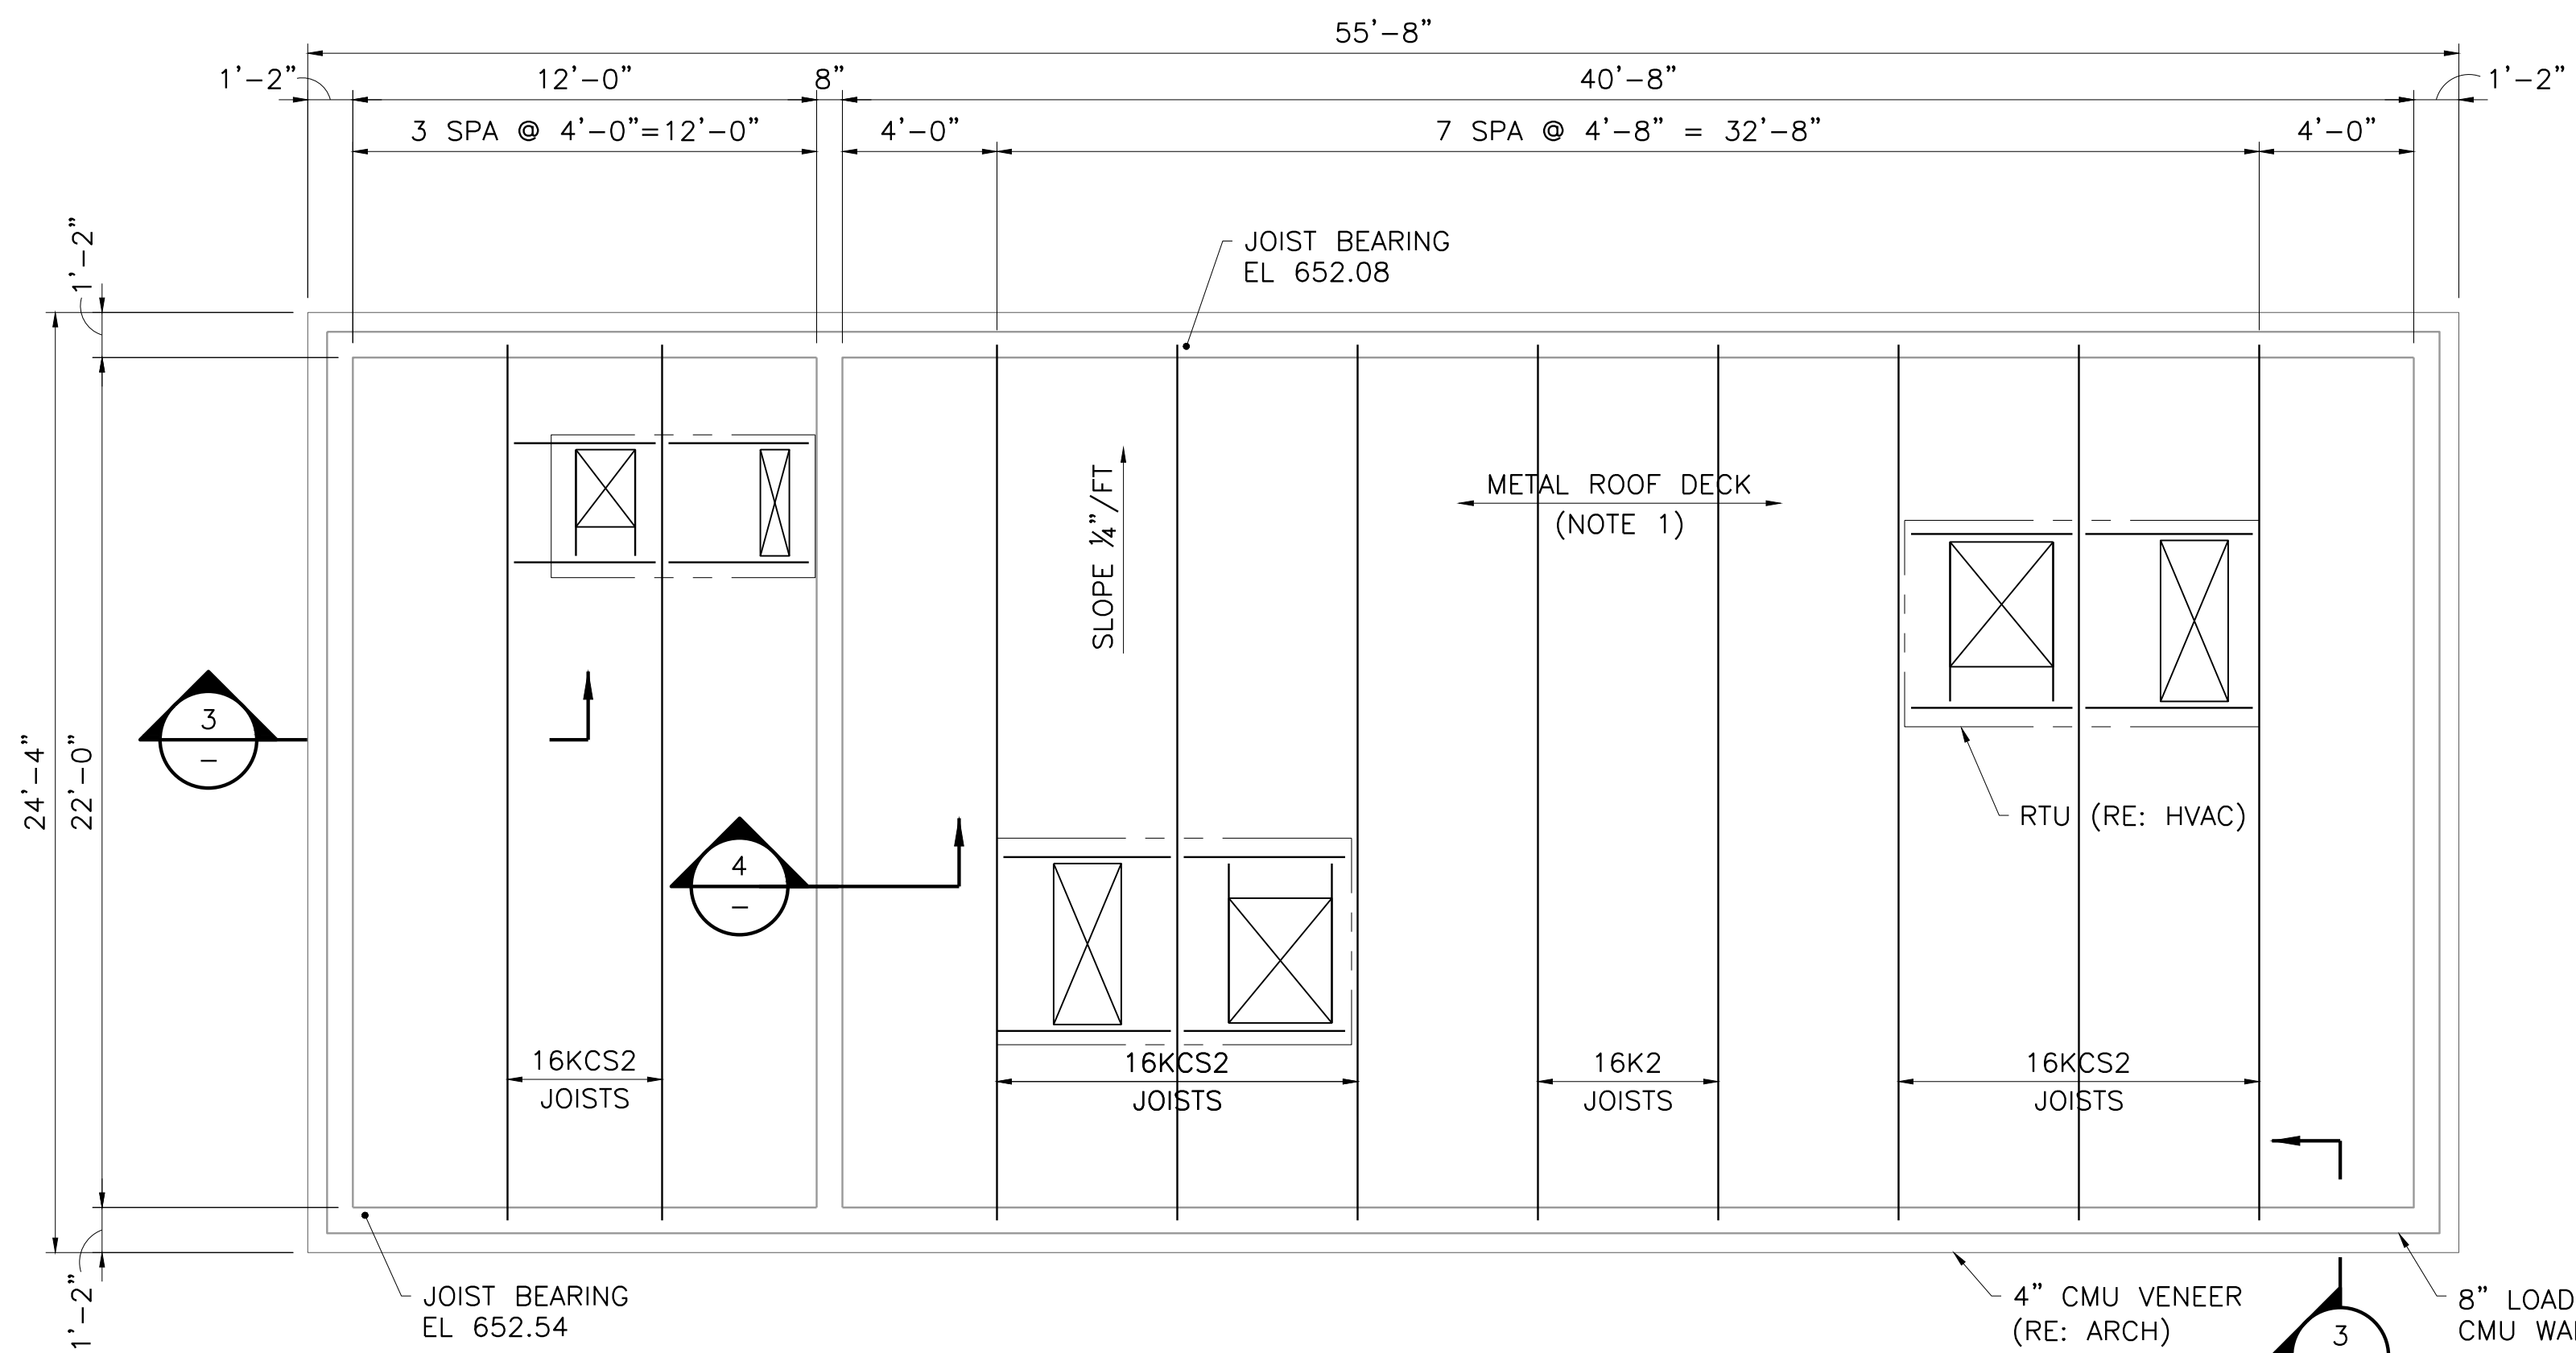 55'-8"
1'-2"
12'-0"
8"
40'-8"
1'-2"
3 SPA @ 4'-0"=12'-0"
4'-0"
7 SPA @ 4'-8" = 32'-8"
4'-0"
1'-2"
JOIST BEARING
EL 652.08
METAL ROOF DECK
(NOTE 1)
SLOPE ¼"/FT
3
-
24'-4"
22'-0"
RTU (RE: HVAC)
4
-
16KCS2
JOISTS
16KCS2
JOISTS
16K2
JOISTS
16KCS2
JOISTS
1'-2"
JOIST BEARING
EL 652.54
4" CMU VENEER
(RE: ARCH)
8" LOAD
CMU
3